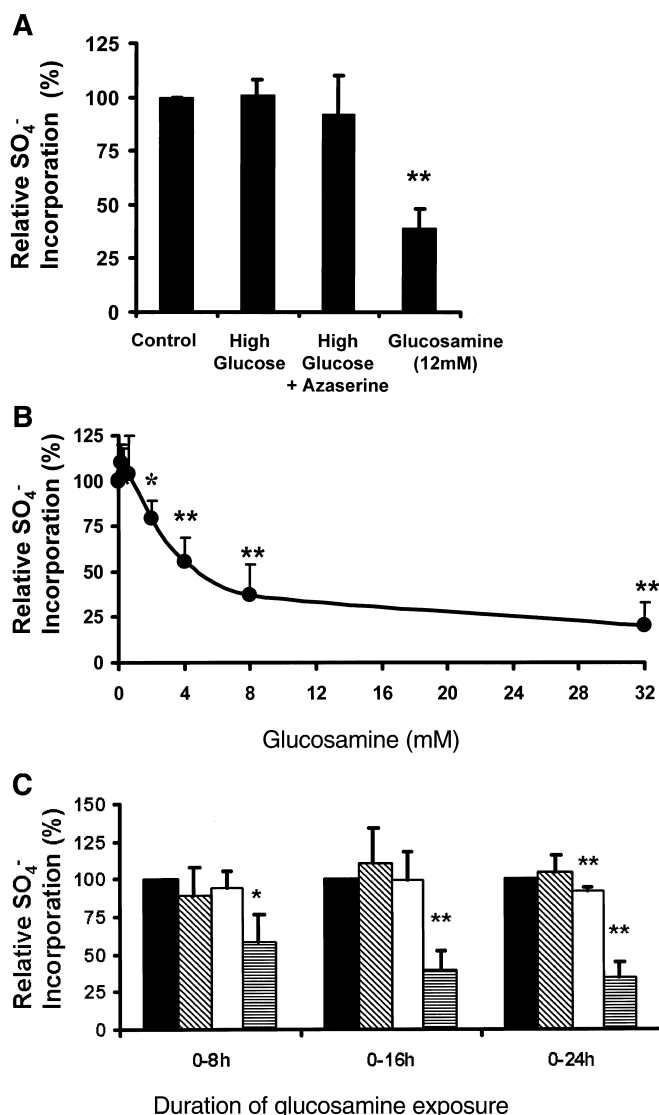 A
Relative SO₄⁻
Incorporation (%)
125
100
75
50
25
0
**
Control
High
Glucose
High
Glucose
+ Azaserine
Glucosamine
(12mM)
B
Relative SO₄⁻
Incorporation (%)
125
100
75
50
25
0
*
**
**
**
0 4 8 12 16 20 24 28 32
Glucosamine (mM)
C
Relative SO₄⁻
Incorporation (%)
150
125
100
75
50
25
0
*
**
**
**
0-8h 0-16h 0-24h
Duration of glucosamine exposure